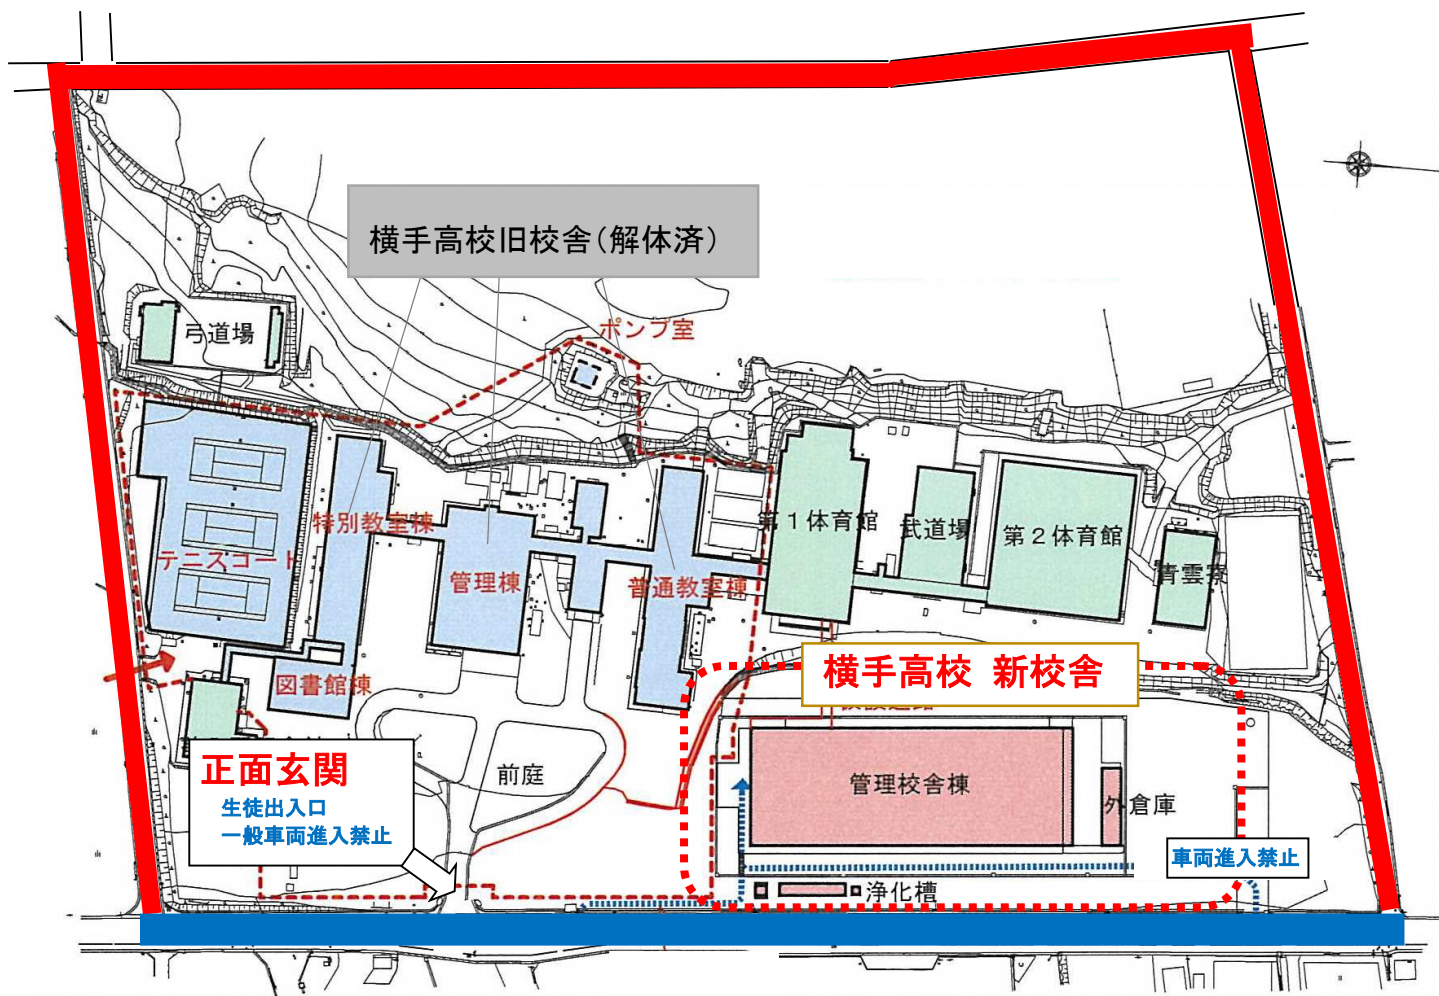 横手高校旧校舎（解体済）
弓道場
ポンプ室
特別教室棟
テニスコート
管理棟
普通教室棟
第１体育館
武道場
第２体育館
青雲寮
図書館棟
横手高校 新校舎
正面玄関
生徒出入口
一般車両進入禁止
前庭
管理校舎棟
外倉庫
車両進入禁止
浄化槽